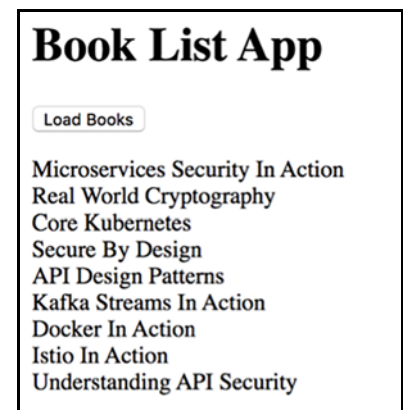 Book List App
Load Books
Microservices Security In Action
Real World Cryptography
Core Kubernetes
Secure By Design
API Design Patterns
Kafka Streams In Action
Docker In Action
Istio In Action
Understanding API Security